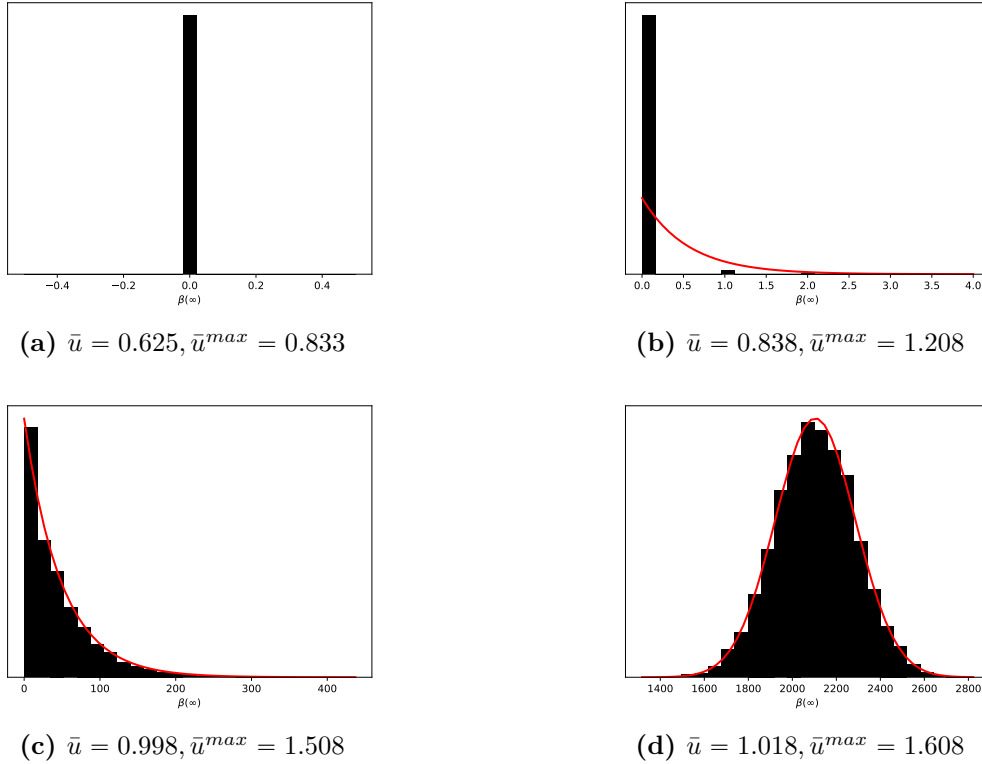 −0.4 −0.2 0.0 0.2 0.4
β(∞)
(a) ū = 0.625, ū^max = 0.833
0.0 0.5 1.0 1.5 2.0 2.5 3.0 3.5 4.0
β(∞)
(b) ū = 0.838, ū^max = 1.208
0 100 200 300 400
β(∞)
(c) ū = 0.998, ū^max = 1.508
1400 1600 1800 2000 2200 2400 2600 2800
β(∞)
(d) ū = 1.018, ū^max = 1.608